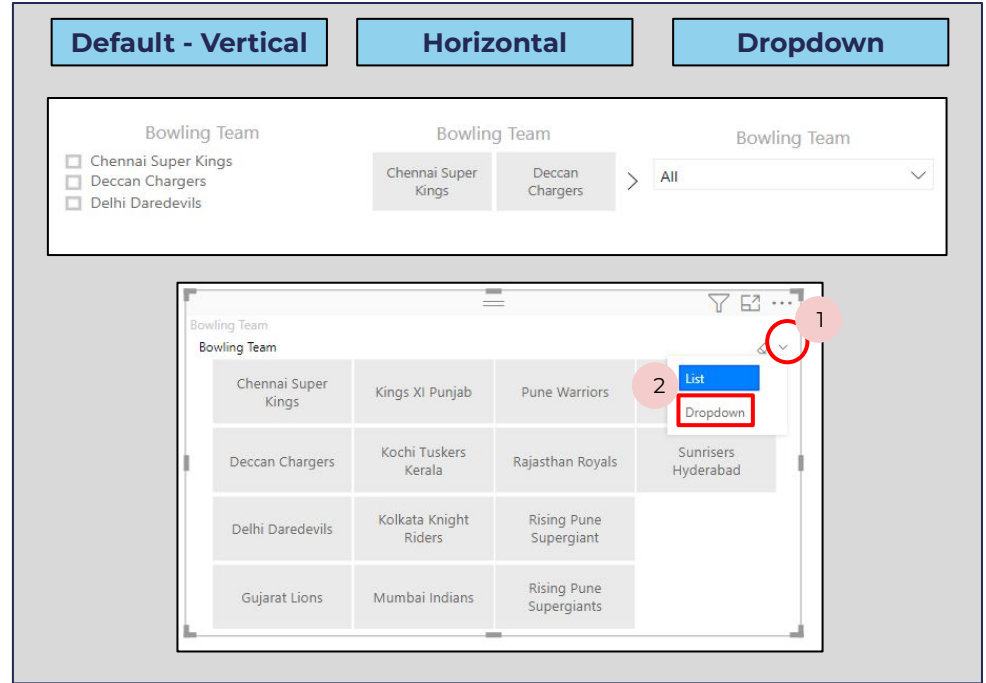 Default - Vertical
Horizontal
Dropdown
Bowling Team
Chennai Super Kings
Deccan Chargers
Delhi Daredevils
Bowling Team
Chennai Super
Kings
Deccan
Chargers
Bowling Team
All
1
Bowling Team
Bowling Team
2
List
Dropdown
Chennai Super
Kings
Kings XI Punjab
Pune Warriors
Deccan Chargers
Kochi Tuskers
Kerala
Rajasthan Royals
Sunrisers
Hyderabad
Delhi Daredevils
Kolkata Knight
Riders
Rising Pune
Supergiant
Gujarat Lions
Mumbai Indians
Rising Pune
Supergiants